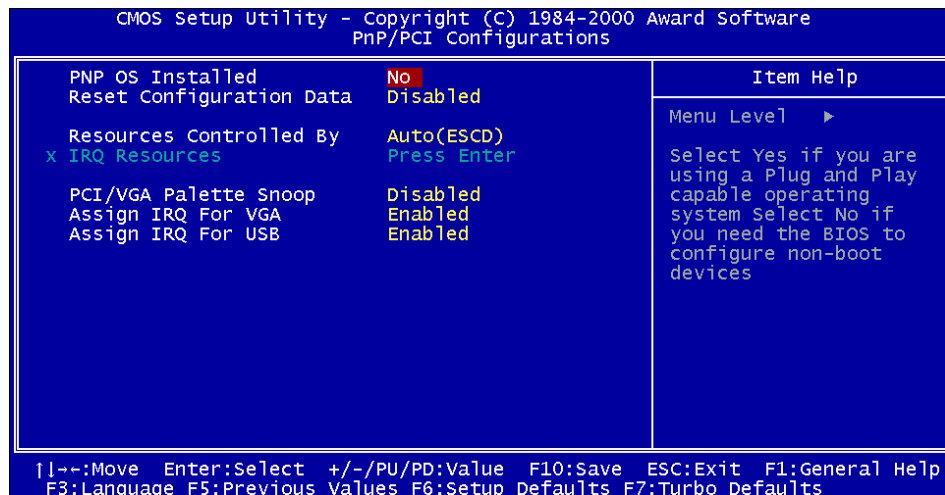 CMOS Setup Utility – Copyright (C) 1984-2000 Award Software
PnP/PCI Configurations
PNP OS Installed No
Reset Configuration Data Disabled
Resources Controlled By Auto(ESCD)
x IRQ Resources Press Enter
PCI/VGA Palette Snoop Disabled
Assign IRQ For VGA Enabled
Assign IRQ For USB Enabled
Item Help
Menu Level ►
Select Yes if you are
using a Plug and Play
capable operating
system Select No if
you need the BIOS to
configure non-boot
devices
↑↓→←:Move Enter:Select +/-/PU/PD:Value F10:Save ESC:Exit F1:General Help
F3:Language F5:Previous Values F6:Setup Defaults F7:Turbo Defaults